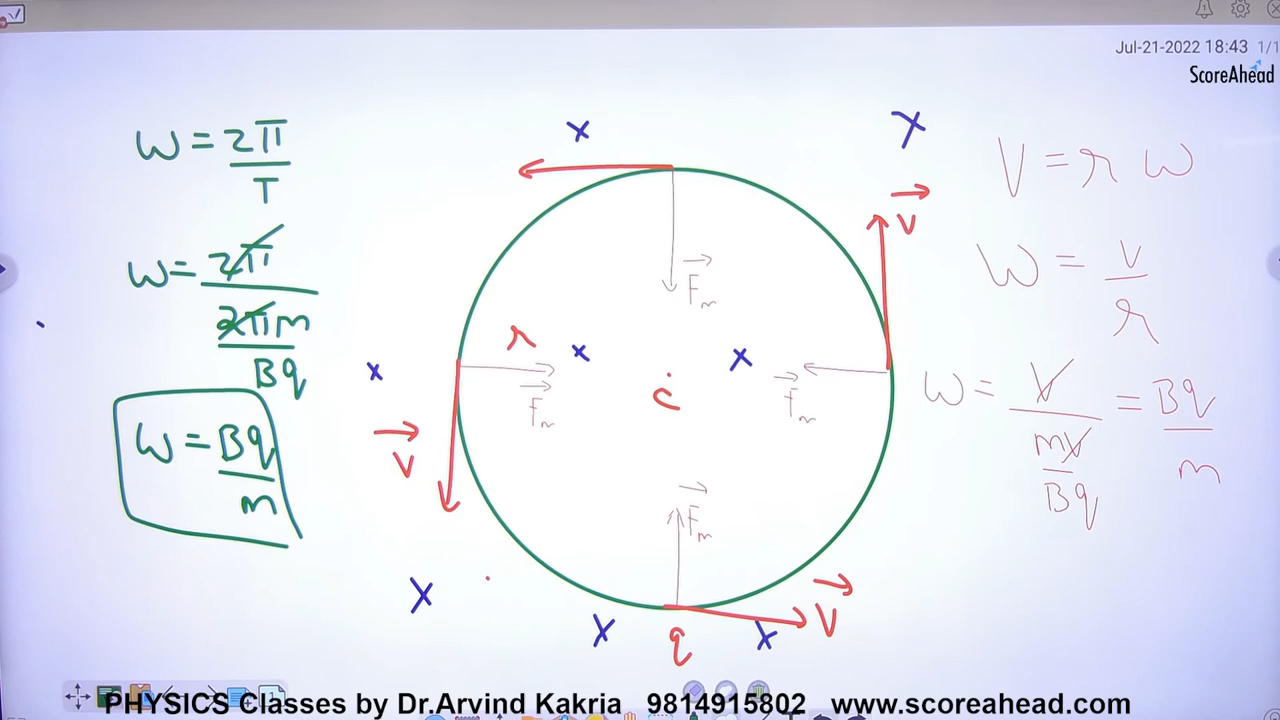 Jul-21-2022 18:43 1/1
ScoreAhead
ω = 2π
T
ω = 2π
2πm
Bq
ω = Bq
m
x
x
V
F_m
r
x
x
x
F_m
c
F_m
V
F_m
x
x
q
x
V
V = r ω
ω = v
r
ω = V = Bq
mv m
Bq
PHYSICS Classes by Dr.Arvind Kakria 9814915802 www.scoreahead.com